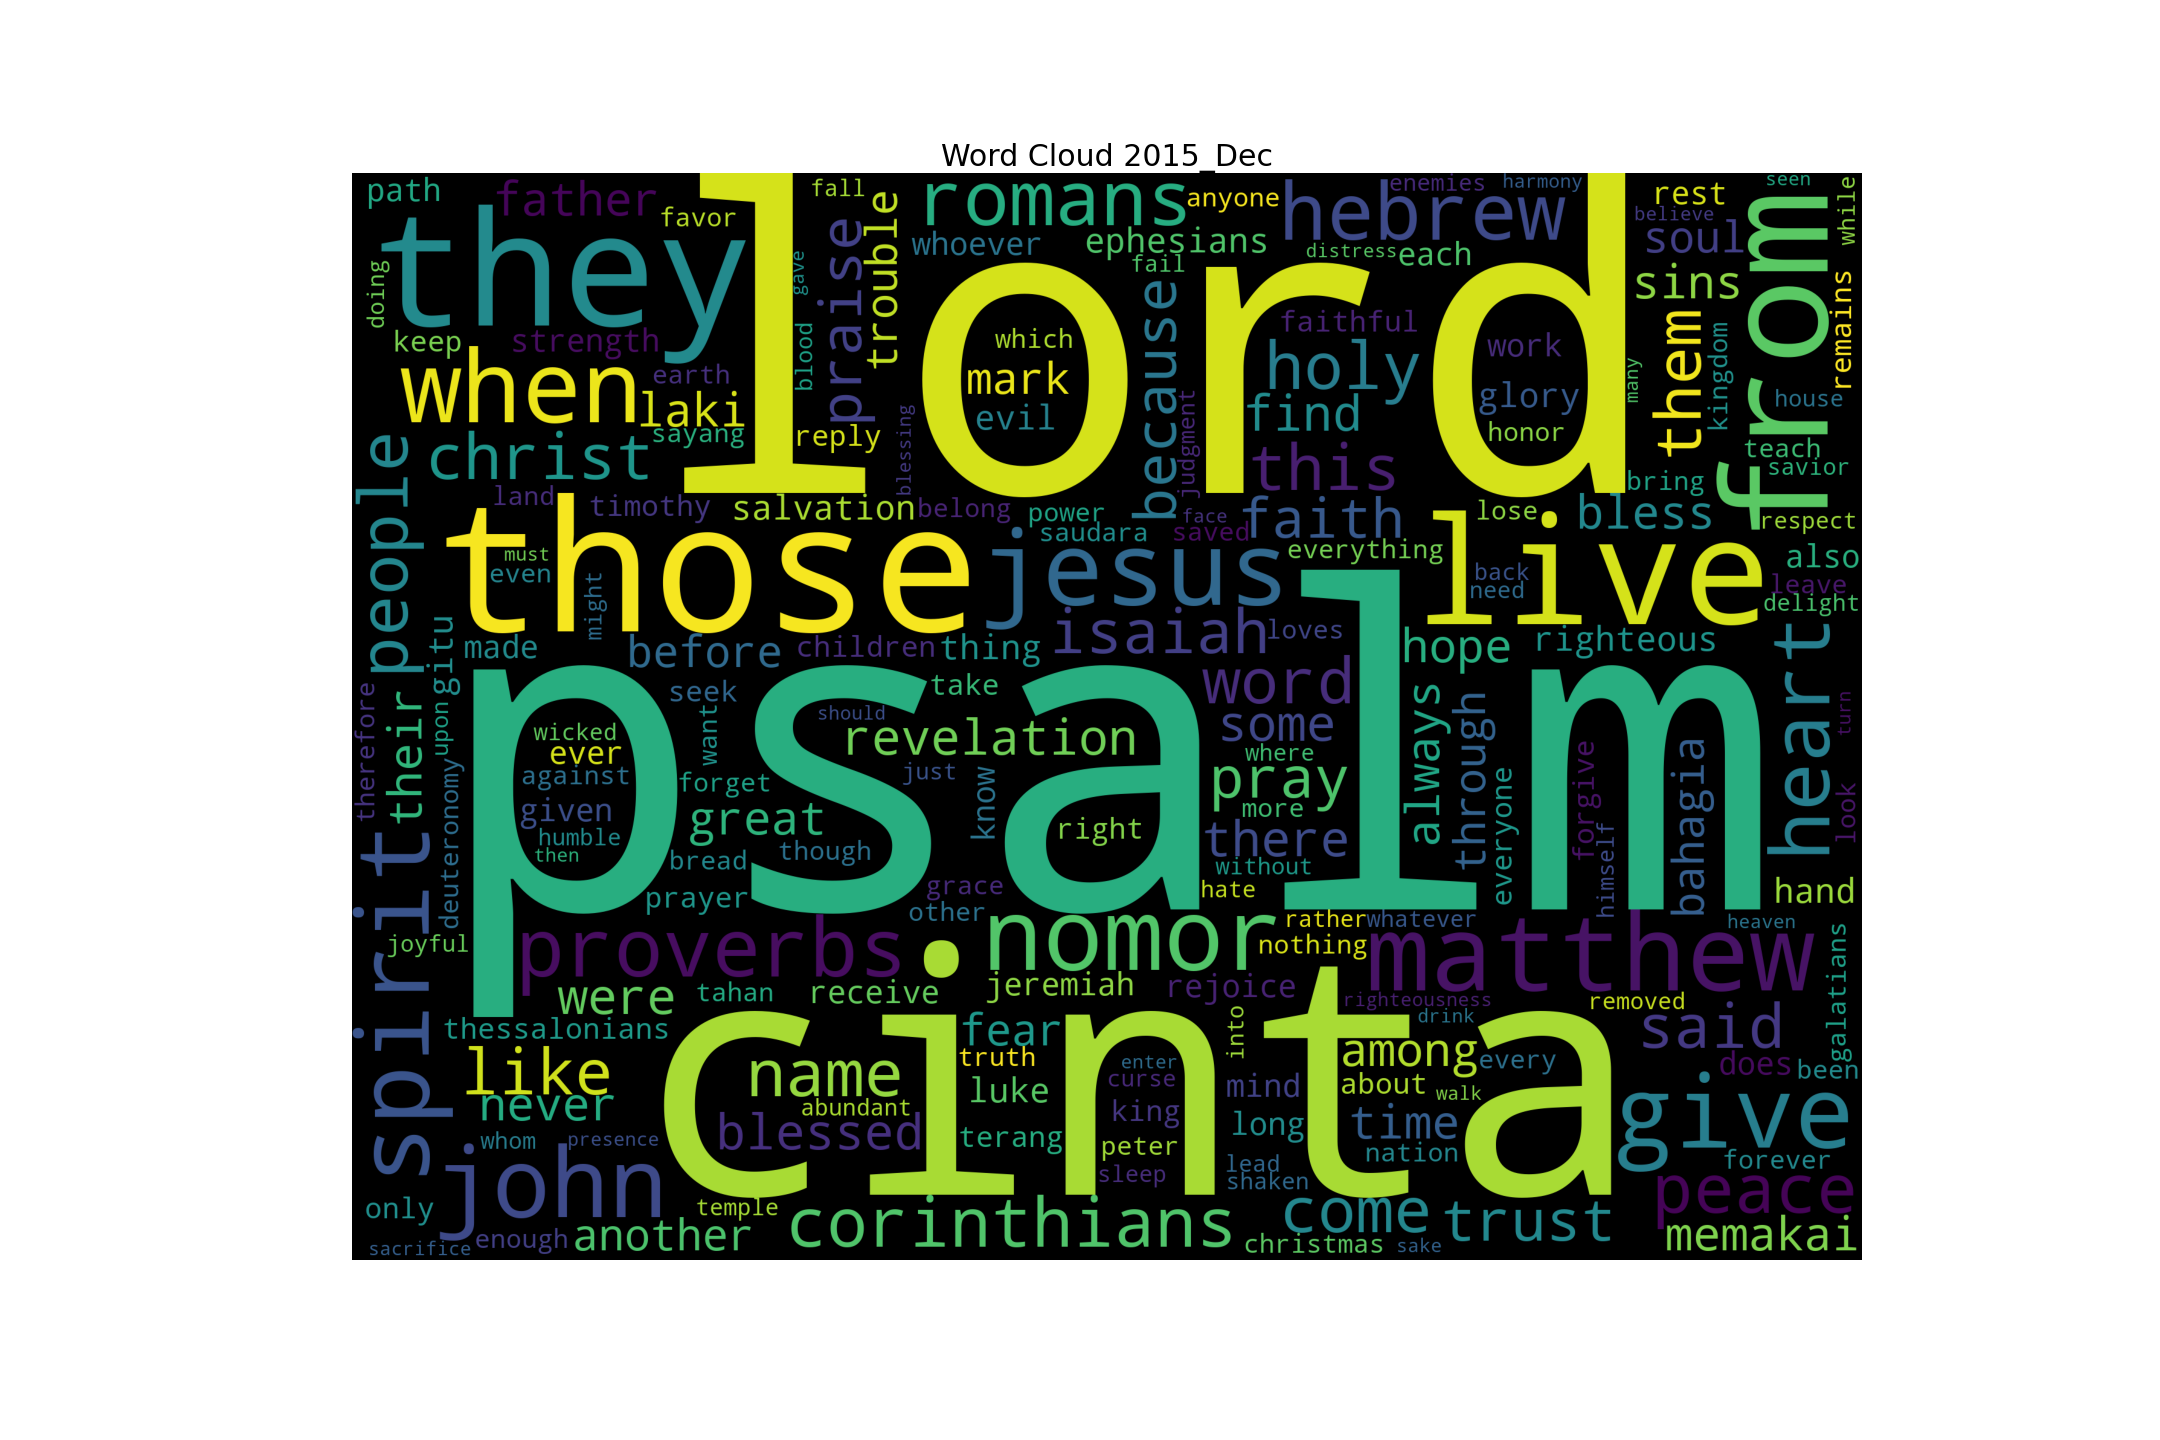 Word Cloud 2015_Dec
path
father
favor
fall
they
lord
romans
anyone
hebrew
enemies
harmony
rest
seen
believe
soul
while
from
whoever
ephesians
distress
each
praise
trouble
fail
sins
doing
gave
keep
strength
blood
because
which
faithful
work
them
kingdom
many
remains
when
earth
mark
holy
glory
house
laki
sayang
reply
evil
find
honor
christ
blessing
judgment
this
teach
savior
people
land
timothy
salvation
belong
power
face
saudara
saved
faith
bring
lose
bless
respect
those
must
even
might
jesus
everything
live
back
need
also
leave
delight
made
gitu
before
children
thing
isaiah
loves
hope
righteous
heart
seek
take
word
always
through
turn
therefore
their
upon
psalm
wicked
ever
want
should
revelation
some
where
against
forget
just
know
pray
everyone
forgive
bahagia
look
given
great
right
more
humble
then
bread
though
there
without
himself
deuteronomy
prayer
grace
hate
hand
spirit
other
rather
whatever
heaven
joyful
proverbs
nomor
nothing
matthew
were
tahan
receive
jeremiah
rejoice
righteousness
removed
galatians
thessalonians
cinta
fear
into
drink
said
like
name
truth
enter
among
every
does
been
never
abundant
luke
curse
mind
about
walk
give
blessed
king
long
time
whom
presence
terang
peter
nation
john
sleep
lead
shaken
forever
only
temple
peace
sacrifice
enough
another
corinthians
come
trust
memakai
christmas
sake